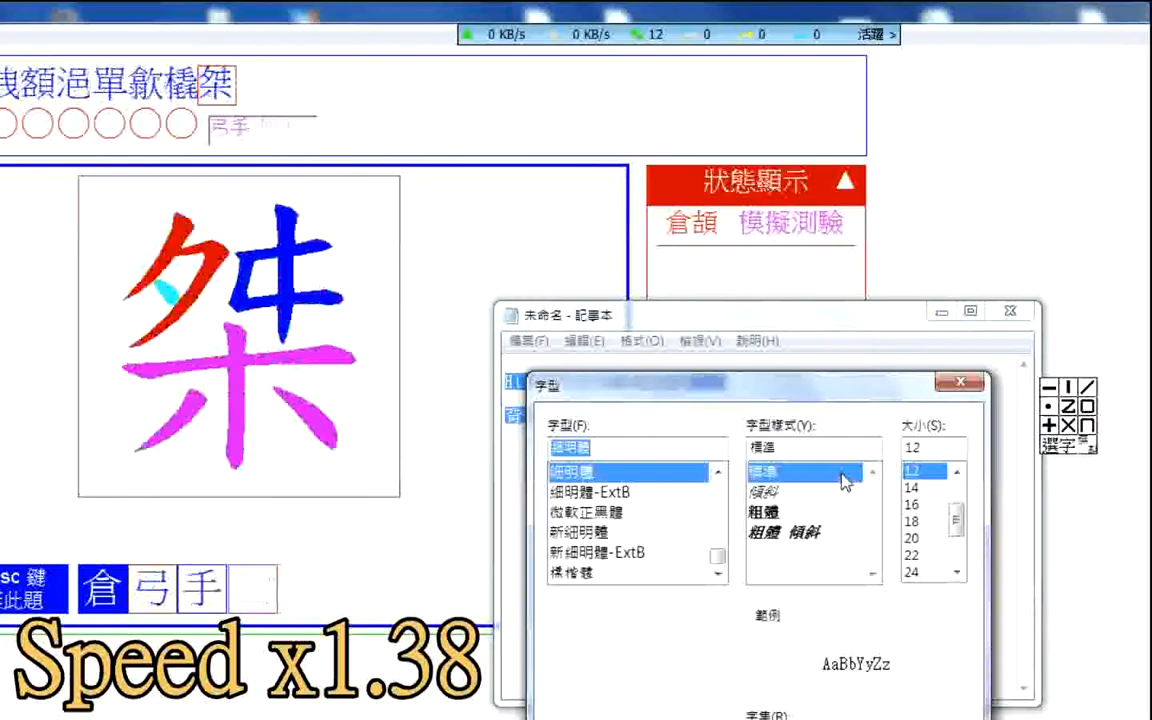 0 KB/s 0 KB/s 12 0 0 0 活躍 >
額浥單歙橇桀
弓手
桀
狀態顯示 ▲
倉頡 模擬測驗
未命名 - 記事本
檔案(F) 編輯(E) 格式(O) 檢視(V) 說明(H)
字型
字型(F): 字型樣式(Y): 大小(S):
細明體 標準 12
細明體 標準 12
細明體-ExtB 傾斜 14
微軟正黑體 粗體 16
新細明體 粗體 傾斜 18
新細明體-ExtB 20
標楷體 22
24
選字
範例
AaBbYyZz
字集(R):
sc 鍵
此題
倉 弓 手
Speed x1.38